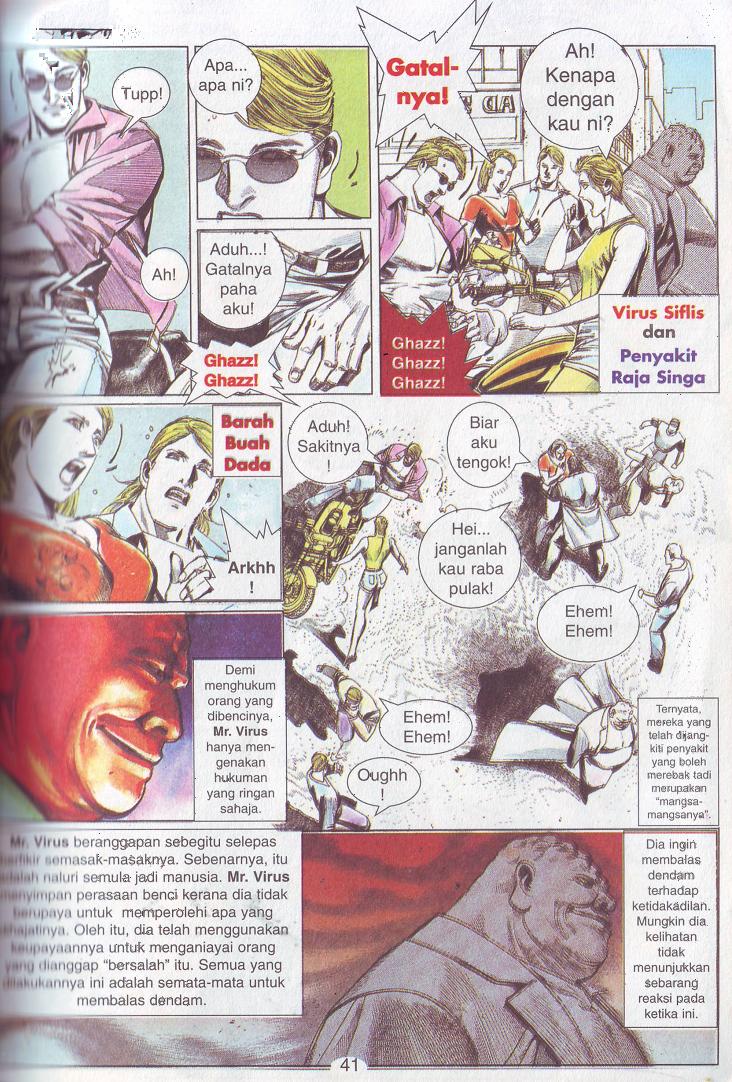 Tupp!
Ah!
Apa...
apa ni?
Aduh...!
Gatalnya
paha
aku!
Ghazz!
Ghazz!
Gatal-
nya!
Ah!
Kenapa
dengan
kau ni?
Ghazz!
Ghazz!
Ghazz!
Virus Siflis
dan
Penyakit
Raja Singa
Barah
Buah
Dada
Arkhh
!
Aduh!
Sakitnya
!
Biar
aku
tengok!
Hei...
janganlah
kau raba
pulak!
Ehem!
Ehem!
Ehem!
Ehem!
Oughh
!
Demi
menghukum
orang yang
dibencinya,
Mr. Virus
hanya men-
genakan
hukuman
yang ringan
sahaja.
Ternyata,
mereka yang
telah dijang-
kiti penyakit
yang boleh
merebak tadi
merupakan
"mangsa-
mangsanya".
Mr. Virus beranggapan sebegitu selepas
berfikir semasak-masaknya. Sebenarnya, itu
adalah naluri semula jadi manusia. Mr. Virus
menyimpan perasaan benci kerana dia tidak
berupaya untuk memperolehi apa yang
dihajatinya. Oleh itu, dia telah menggunakan
keupayaannya untuk menganiayai orang
yang dianggap "bersalah" itu. Semua yang
dilakukannya ini adalah semata-mata untuk
membalas dendam.
Dia ingin
membalas
dendam
terhadap
ketidakadilan.
Mungkin dia
kelihatan
tidak
menunjukkan
sebarang
reaksi pada
ketika ini.
41